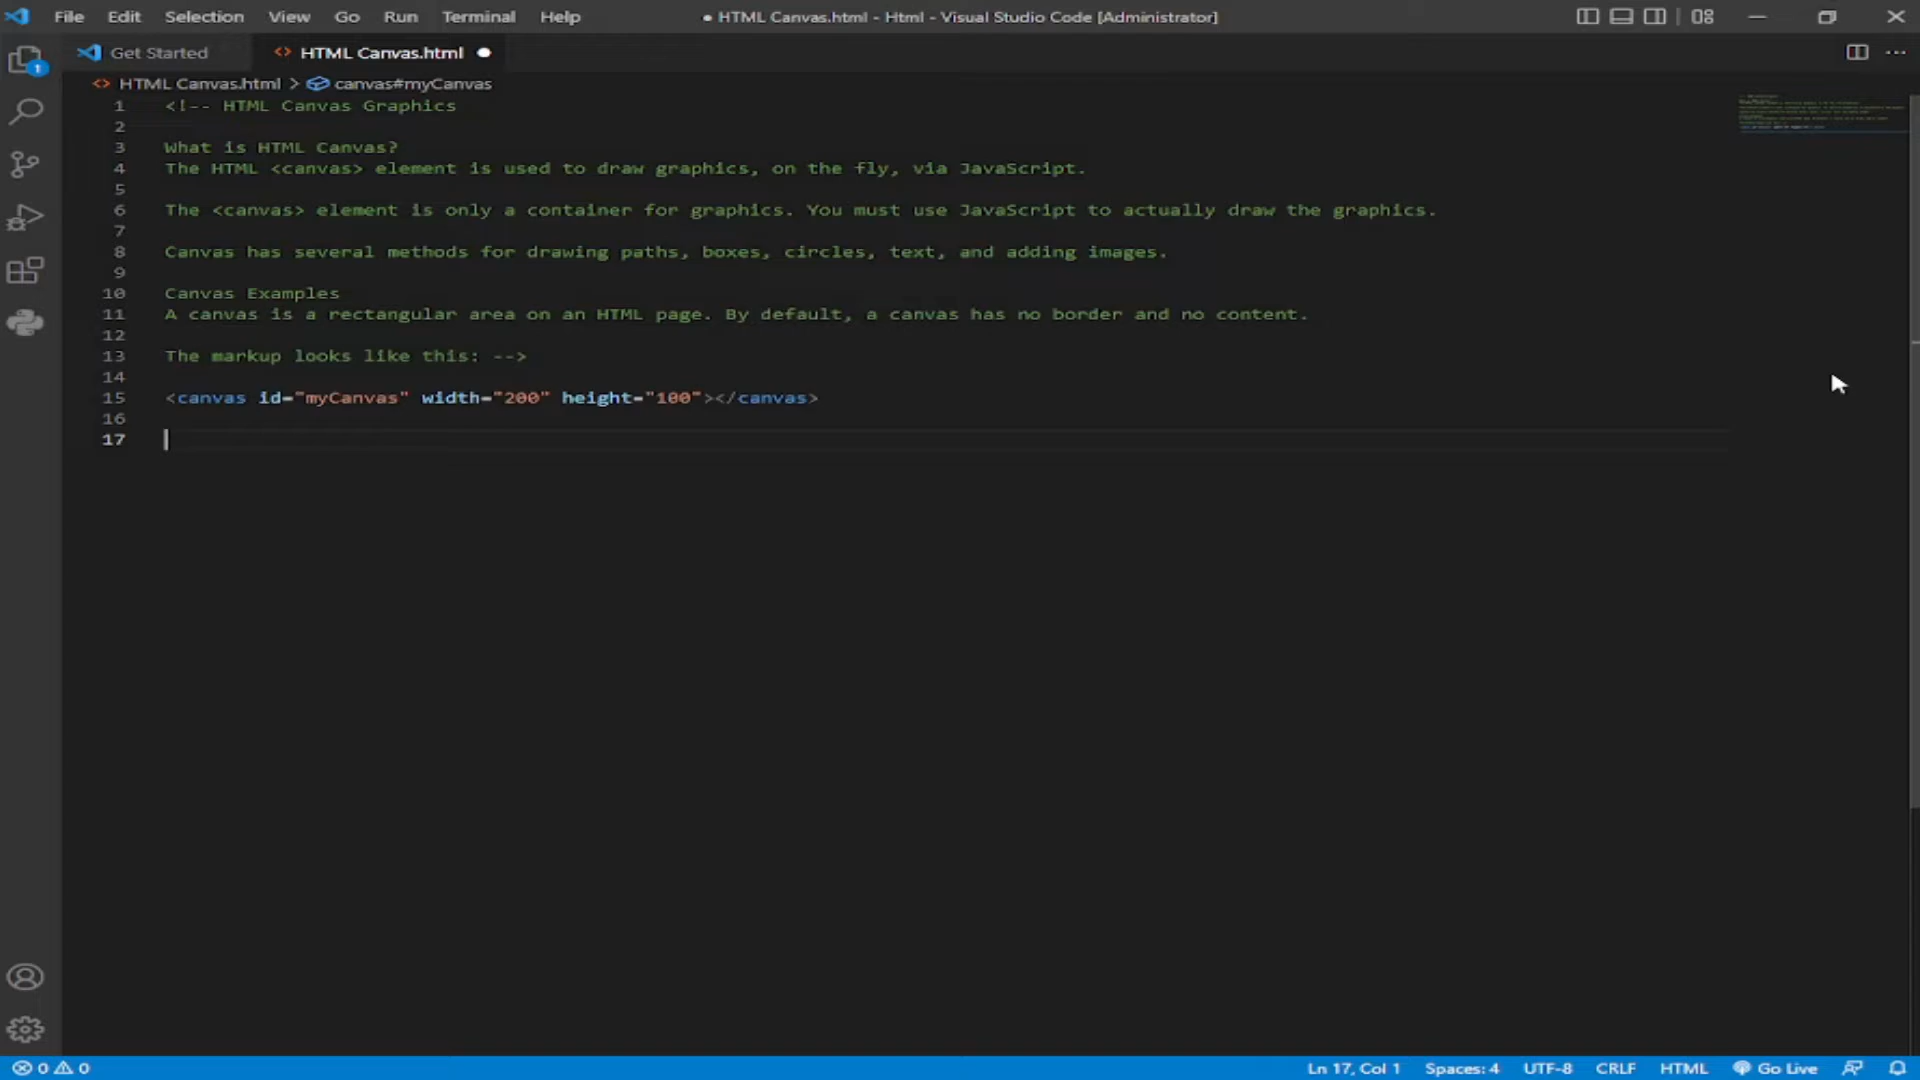 File Edit Selection View Go Run Terminal Help ● HTML Canvas.html - Html - Visual Studio Code [Administrator]
1 Get Started HTML Canvas.html
HTML Canvas.html > canvas#myCanvas
1 <!-- HTML Canvas Graphics
2
3 What is HTML Canvas?
4 The HTML <canvas> element is used to draw graphics, on the fly, via JavaScript.
5
6 The <canvas> element is only a container for graphics. You must use JavaScript to actually draw the graphics.
7
8 Canvas has several methods for drawing paths, boxes, circles, text, and adding images.
9
10 Canvas Examples
11 A canvas is a rectangular area on an HTML page. By default, a canvas has no border and no content.
12
13 The markup looks like this: -->
14
15 <canvas id="myCanvas" width="200" height="100"></canvas>
16
17
0 0 Ln 17, Col 1 Spaces: 4 UTF-8 CRLF HTML Go Live